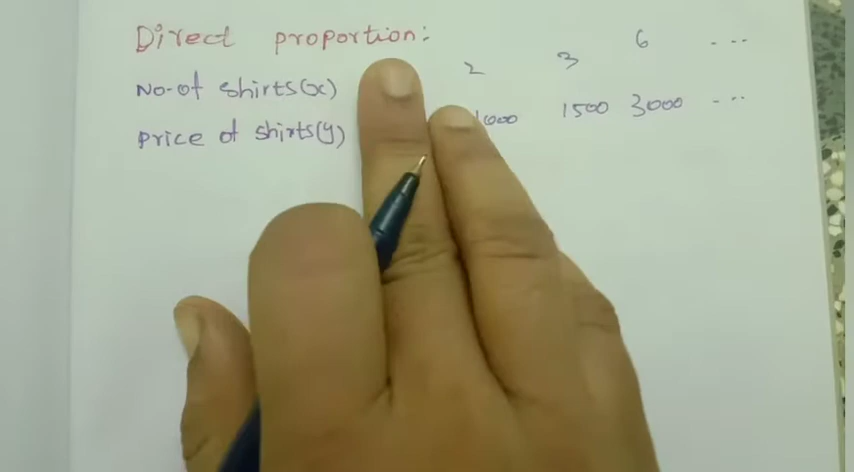 Direct proportion:
No. of shirts(x) 2 3 6 ....
Price of shirts(y) 1000 1500 3000 ....